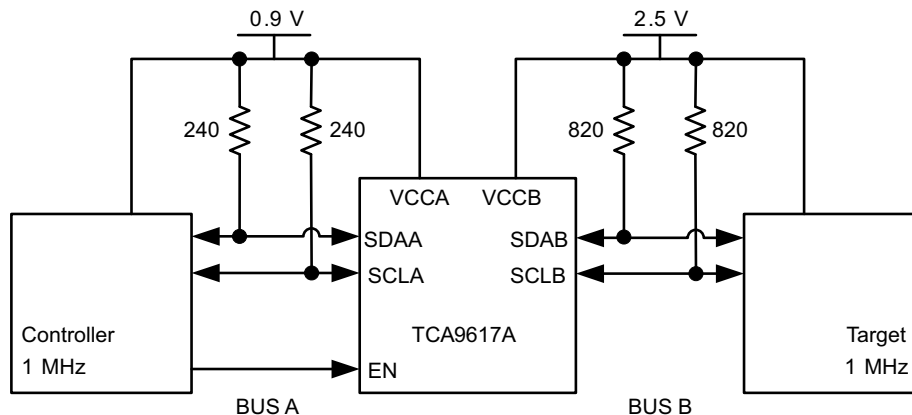 0.9 V
2.5 V
240
240
820
820
VCCA
VCCB
SDAA
SDAB
SCLA
SCLB
Controller
1 MHz
TCA9617A
Target
1 MHz
EN
BUS A
BUS B